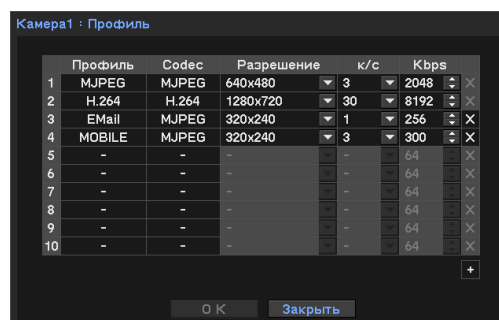 Камера1 : Профиль
Профиль Codec Разрешение к/с Kbps
1 MJPEG MJPEG 640x480 3 2048 X
2 H.264 H.264 1280x720 30 8192 X
3 EMail MJPEG 320x240 1 256 X
4 MOBILE MJPEG 320x240 3 300 X
5 - - - - 64 X
6 - - - - 64 X
7 - - - - 64 X
8 - - - - 64 X
9 - - - - 64 X
10 - - - - 64 X
+
OK Закрыть